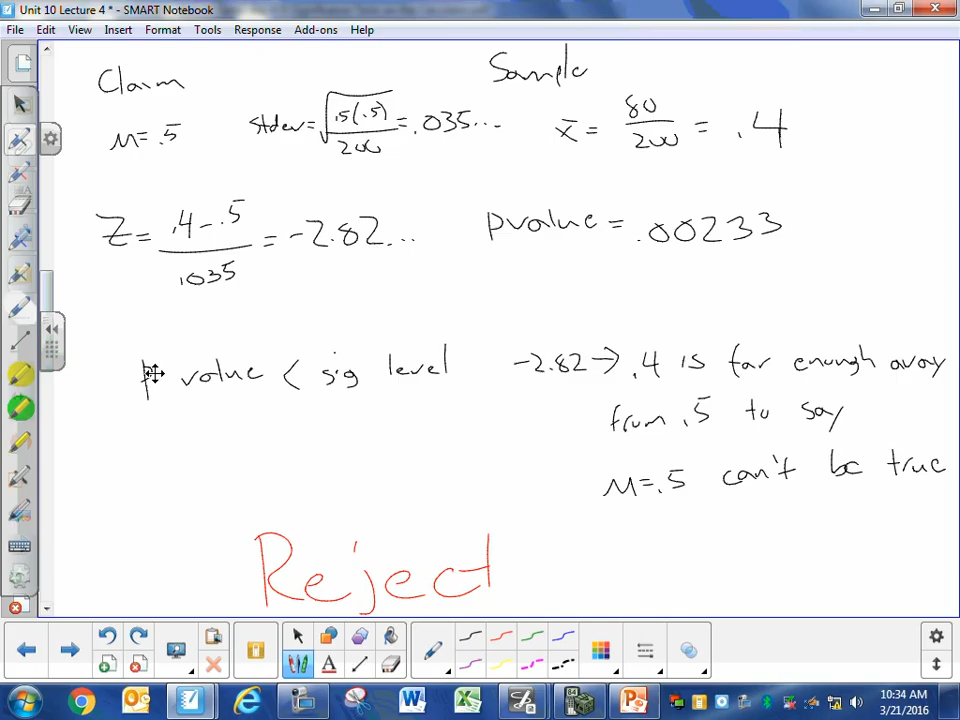 Unit 10 Lecture 4 * - SMART Notebook
File Edit View Insert Format Tools Response Add-ons Help
Claim
Sample
M= .5
stdev= √.5(.5)/200 = .035...
x̄ = 80/200 = .4
Z= .4-.5/.035 = -2.82...
pvalue = .00233
p value < sig level
-2.82→ .4 is far enough away
from .5 to say
M=.5 can't be true
Reject
10:34 AM
3/21/2016